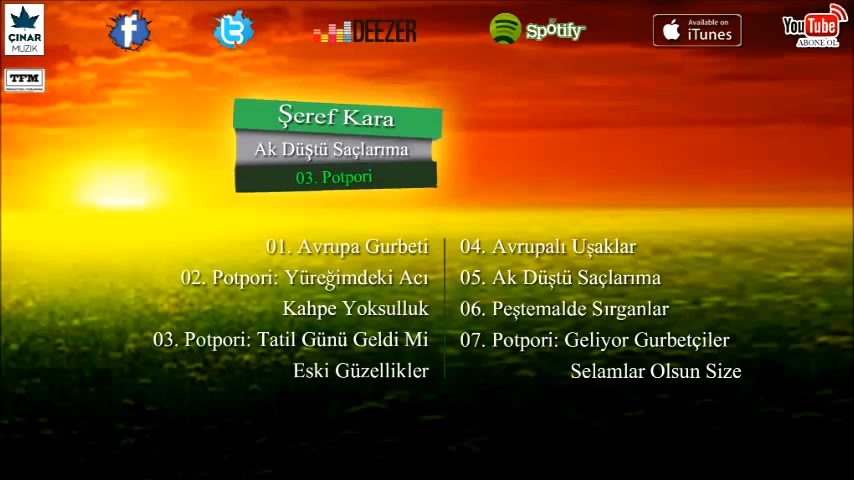 ÇINAR
MÜZİK
TFM
DEEZER
Spotify
Available on
iTunes
YouTube
ABONE OL
Şeref Kara
Ak Düştü Saçlarıma
03. Potpori
01. Avrupa Gurbeti
02. Potpori: Yüreğimdeki Acı
Kahpe Yoksulluk
03. Potpori: Tatil Günü Geldi Mi
Eski Güzellikler
04. Avrupalı Uşaklar
05. Ak Düştü Saçlarıma
06. Peştemalde Sırganlar
07. Potpori: Geliyor Gurbetçiler
Selamlar Olsun Size